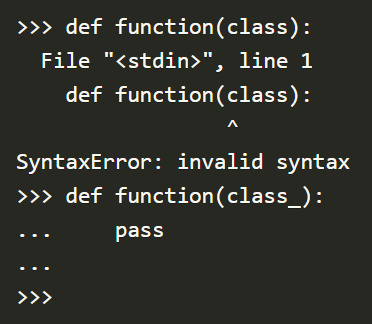 >>> def function(class):
  File "<stdin>", line 1
    def function(class):
                 ^
SyntaxError: invalid syntax
>>> def function(class_):
...     pass
...
>>>